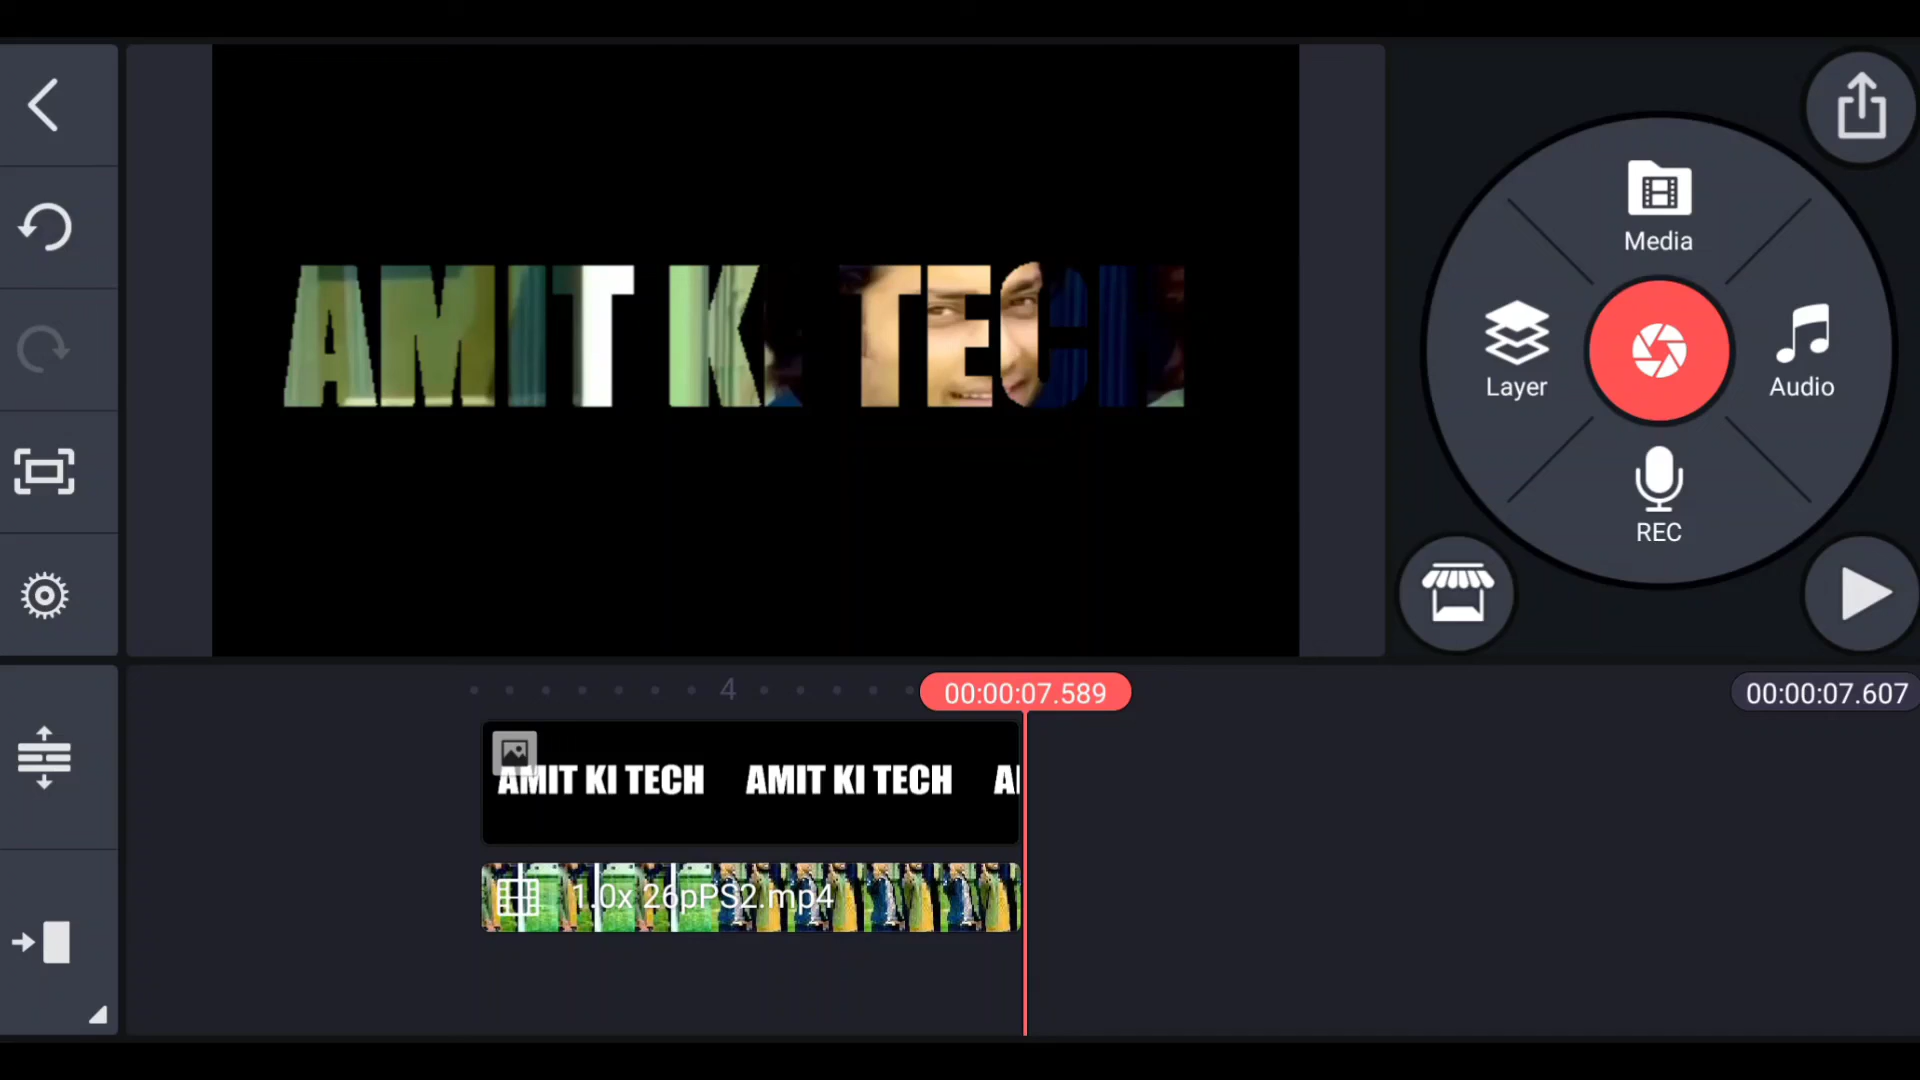 AMIT KI TECH
Media
Layer
Audio
REC
4
00:00:07.589
00:00:07.607
AMIT KI TECH AMIT KI TECH AI
1.0x 26pPS2.mp4